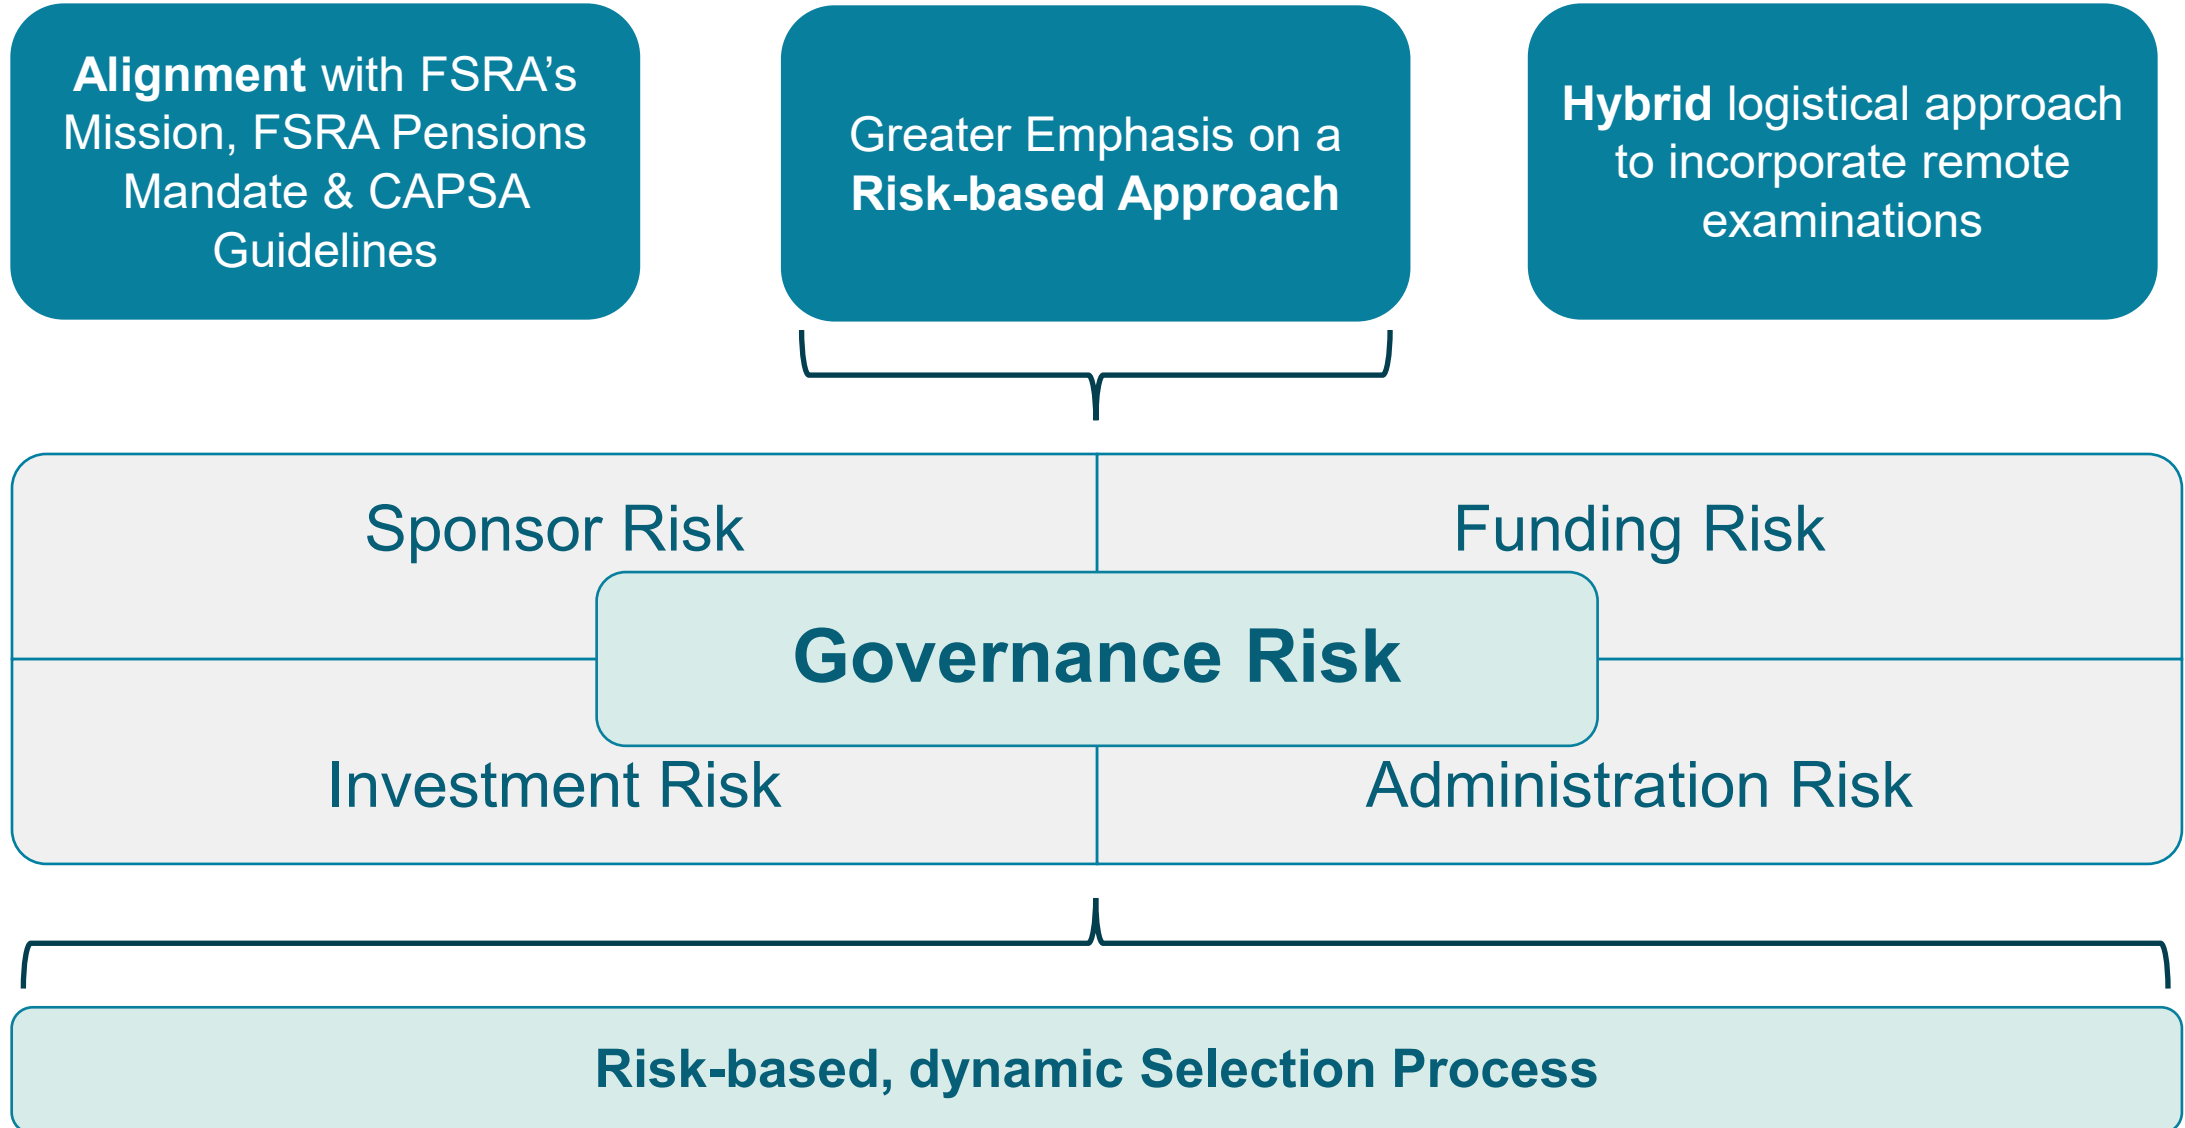 Alignment with FSRA’s
Mission, FSRA Pensions
Mandate & CAPSA
Guidelines
Greater Emphasis on a
Risk-based Approach
Hybrid logistical approach
to incorporate remote
examinations
Sponsor Risk
Funding Risk
Governance Risk
Investment Risk
Administration Risk
Risk-based, dynamic Selection Process